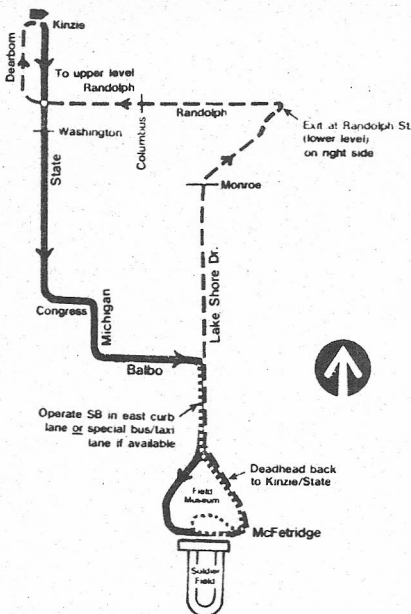 Kinzie
Dearborn
To upper level
Randolph
Randolph
Exit at Randolph St.
(lower level)
on right side
Washington
Columbus
State
Monroe
Lake Shore Dr.
Congress
Michigan
Balbo
Operate SB in east curb
lane or special bus/taxi
lane if available
Deadhead back
to Kinzie/State
Field
Museum
McFetridge
Soldier
Field